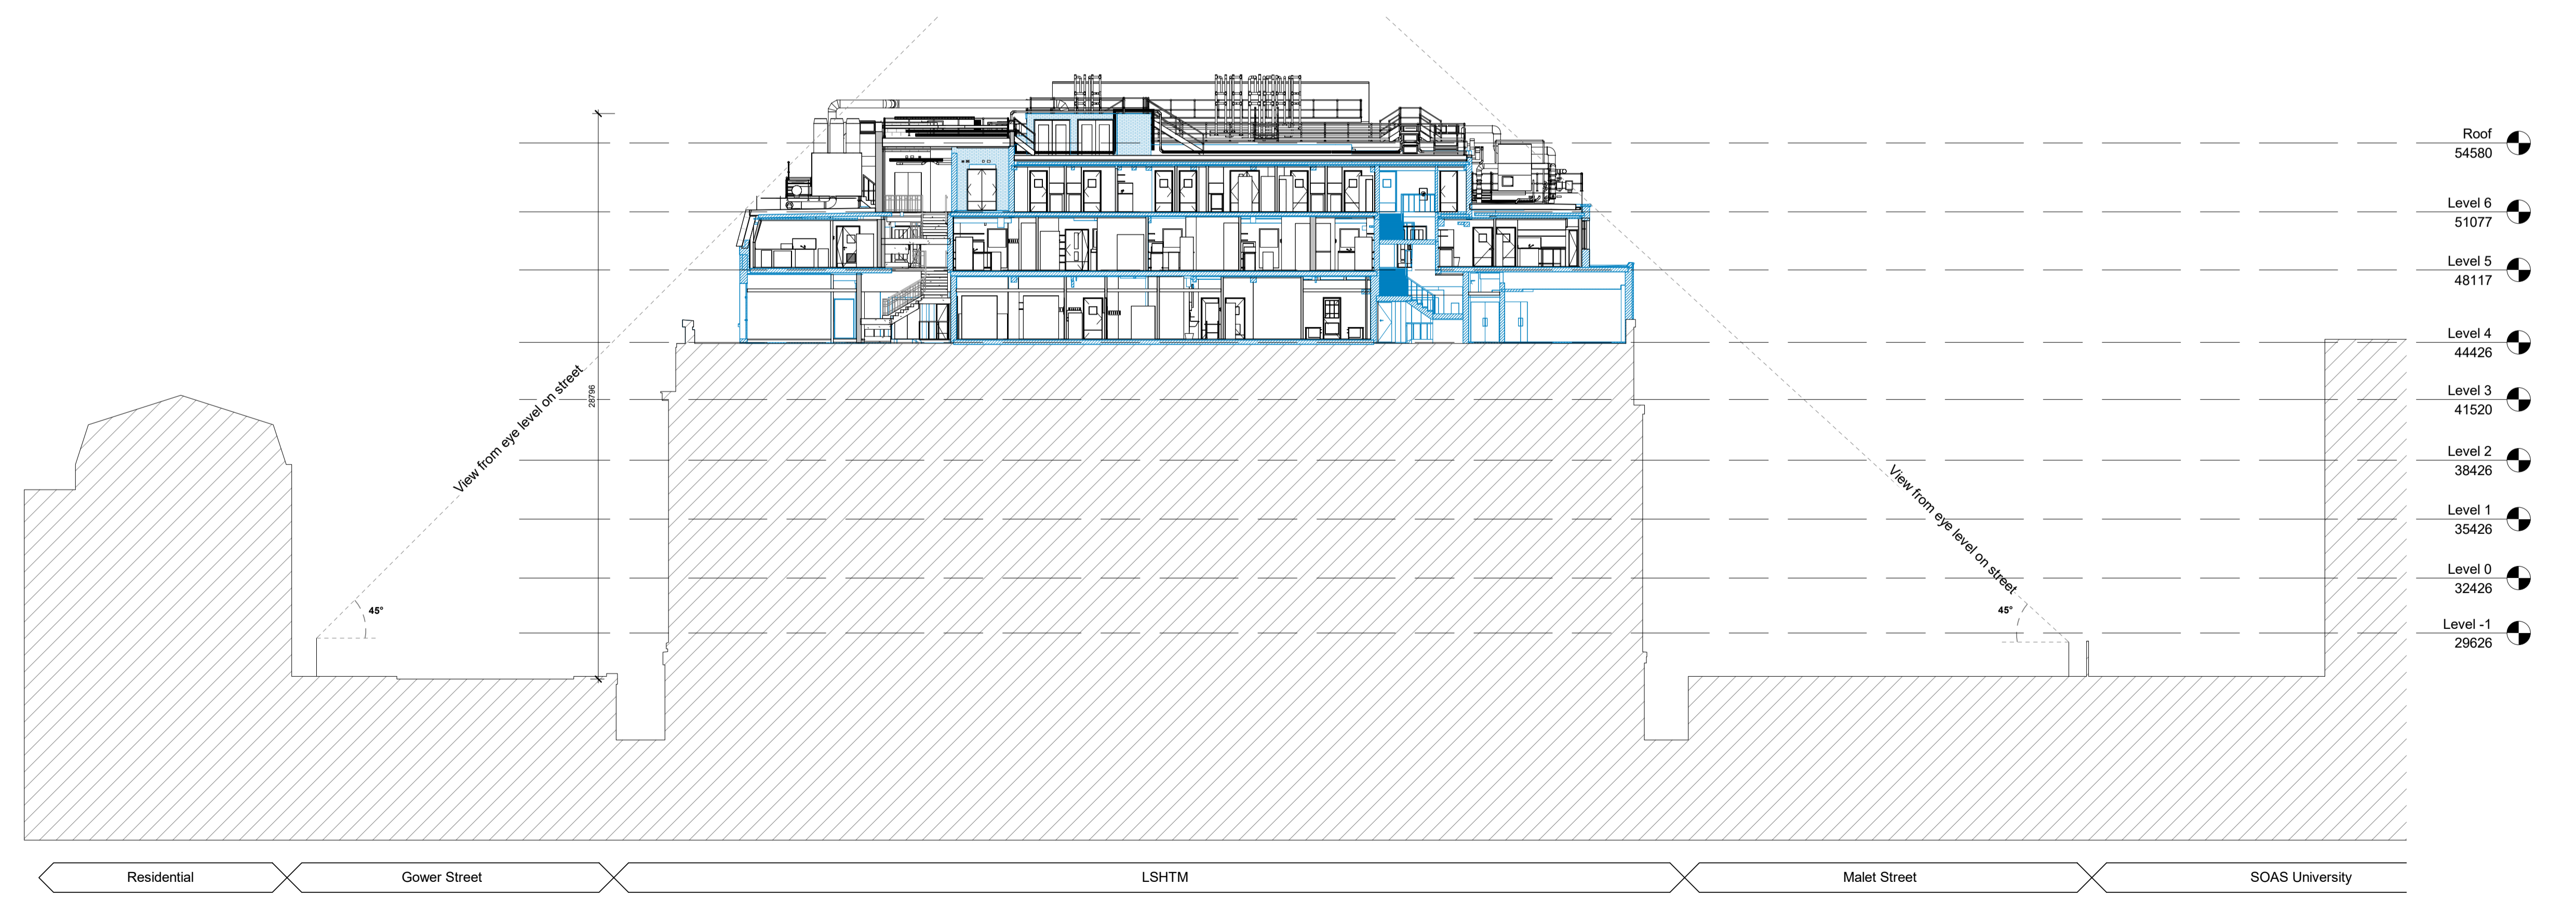 Roof
54580
Level 6
51077
Level 5
48117
Level 4
44426
View from eye level on street
28796
Level 3
41520
Level 2
38426
View from eye level on street
Level 1
35426
Level 0
32426
45°
45°
Level -1
29626
Residential
Gower Street
LSHTM
Malet Street
SOAS University